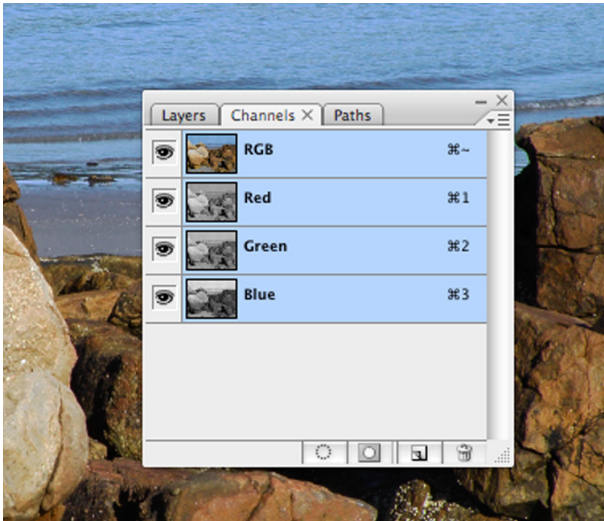 Layers Channels Paths
RGB ⌘~
Red ⌘1
Green ⌘2
Blue ⌘3